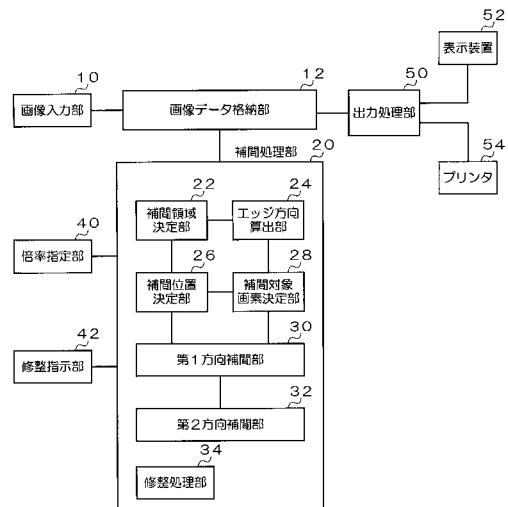 52
表示装置
10
画像入力部
12
画像データ格納部
50
出力処理部
54
プリンタ
補間処理部
20
22
補間領域
決定部
24
エッジ方向
算出部
40
倍率指定部
26
補間位置
決定部
28
補間対象
画素決定部
42
修整指示部
30
第1方向補間部
32
第2方向補間部
34
修整処理部